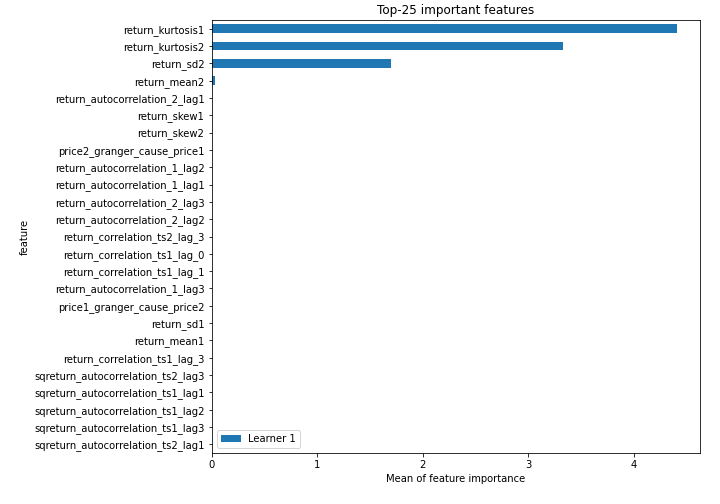 Top-25 important features
return_kurtosis1
return_kurtosis2
return_sd2
return_mean2
return_autocorrelation_2_lag1
return_skew1
return_skew2
price2_granger_cause_price1
return_autocorrelation_1_lag2
return_autocorrelation_1_lag1
return_autocorrelation_2_lag3
return_autocorrelation_2_lag2
return_correlation_ts2_lag_3
return_correlation_ts1_lag_0
return_correlation_ts1_lag_1
return_autocorrelation_1_lag3
price1_granger_cause_price2
return_sd1
return_mean1
return_correlation_ts1_lag_3
sqreturn_autocorrelation_ts2_lag3
sqreturn_autocorrelation_ts1_lag1
sqreturn_autocorrelation_ts1_lag2
sqreturn_autocorrelation_ts1_lag3
sqreturn_autocorrelation_ts2_lag1
feature
Learner 1
0 1 2 3 4
Mean of feature importance